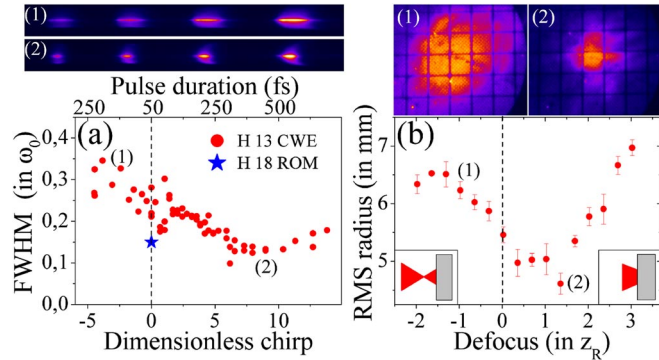 (1)
(2)
Pulse duration (fs)
250 50 250 500
(a)
H 13 CWE
H 18 ROM
(1)
(2)
FWHM (in ω0)
0,4
0,3
0,2
0,1
0,0
-5 0 5 10
Dimensionless chirp
(1) (2)
(b)
(1)
(2)
RMS radius (in mm)
7
6
5
-2 -1 0 1 2 3
Defocus (in zR)